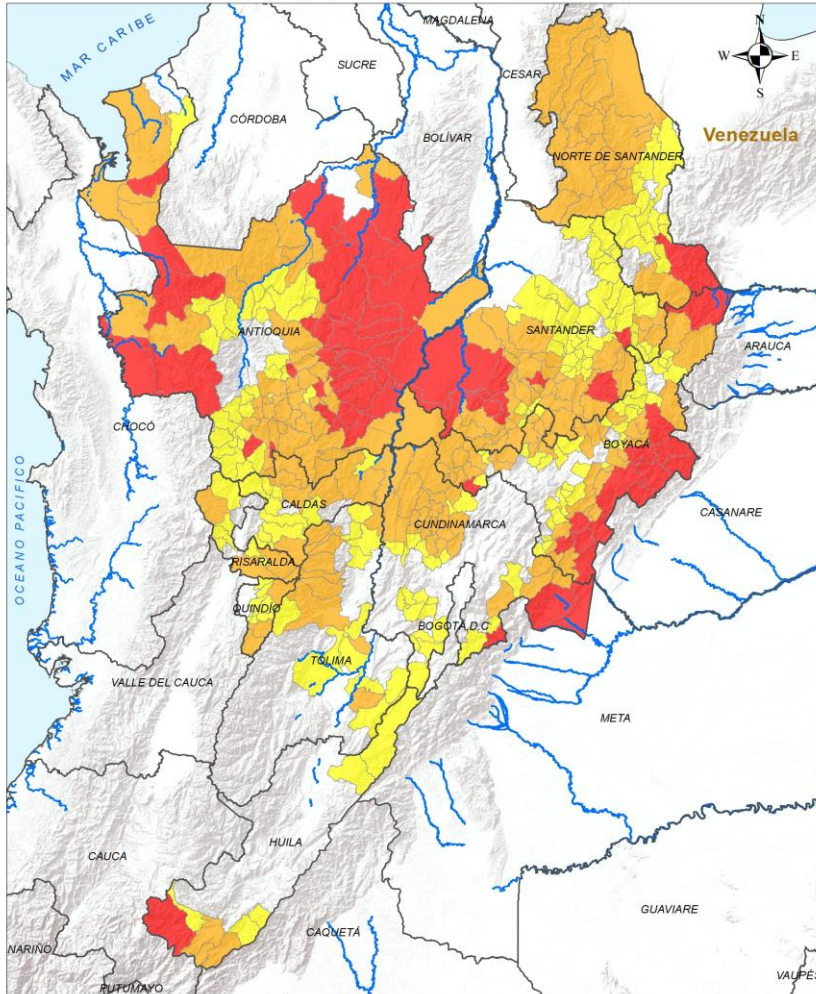 MAGDALENA
MAR CARIBE
N
SUCRE
W E
CESAR
S
CÓRDOBA
BOLÍVAR
Venezuela
NORTE DE SANTANDER
ANTIOQUIA
SANTANDER
ARAUCA
CHOCÓ
BOYACÁ
OCEANO PACIFICO
CALDAS
CUNDINAMARCA
CASANARE
RISARALDA
QUINDÍO
BOGOTÁ, D.C
TOLIMA
VALLE DEL CAUCA
META
HUILA
CAUCA
GUAVIARE
CAQUETÁ
NARIÑO
VAUPÉS
PUTUMAYO